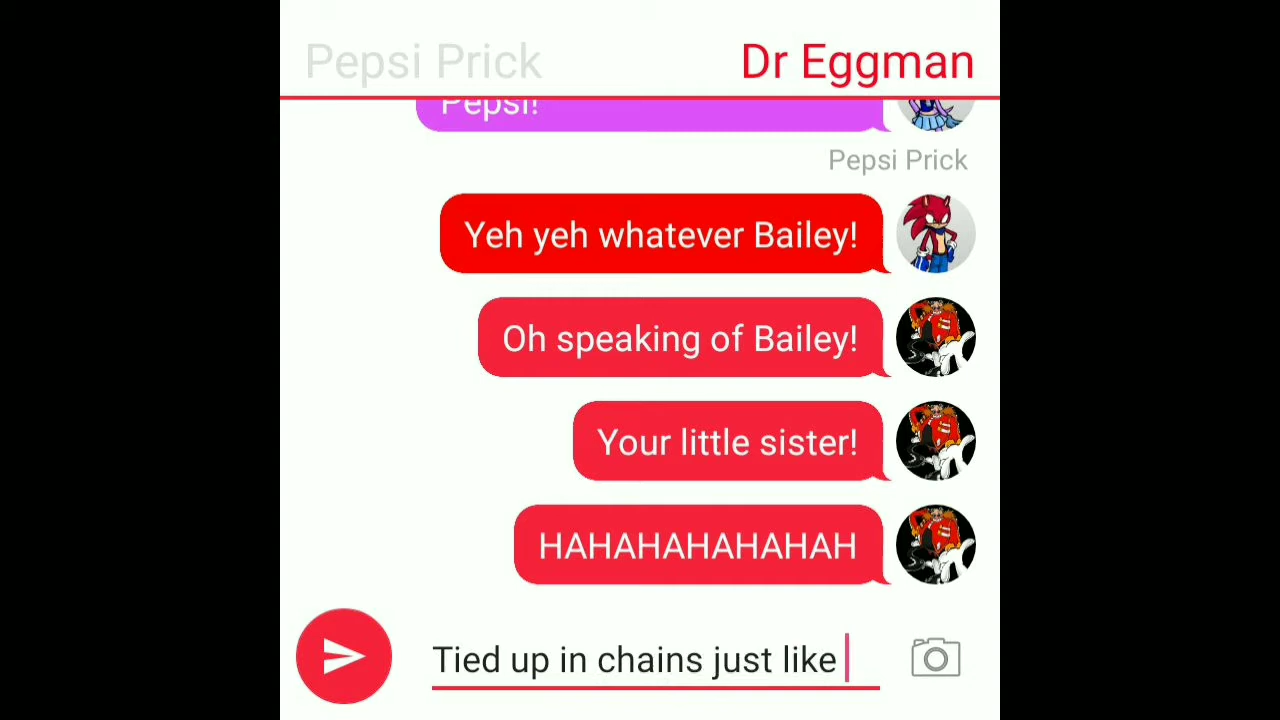 Pepsi Prick
Dr Eggman
Pepsi!
Pepsi Prick
Yeh yeh whatever Bailey!
Oh speaking of Bailey!
Your little sister!
HAHAHAHAHAHAH
Tied up in chains just like